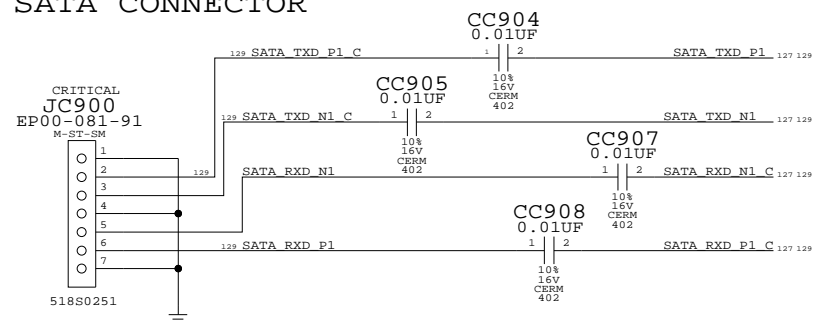 SATA CONNECTOR
CC904
0.01UF
129 SATA_TXD_P1_C
1 2
SATA_TXD_P1 127 129
10%
16V
CERM
402
CRITICAL
JC900
EP00-081-91
M-ST-SM
CC905
0.01UF
129 SATA_TXD_N1_C
1 2
SATA_TXD_N1 127 129
10%
16V
CERM
402
CC907
0.01UF
1
2
3
4
5
6
7
129 SATA_RXD_N1
1 2
SATA_RXD_N1_C 127 129
10%
16V
CERM
402
CC908
0.01UF
129 SATA_RXD_P1
1 2
SATA_RXD_P1_C 127 129
10%
16V
CERM
402
518S0251